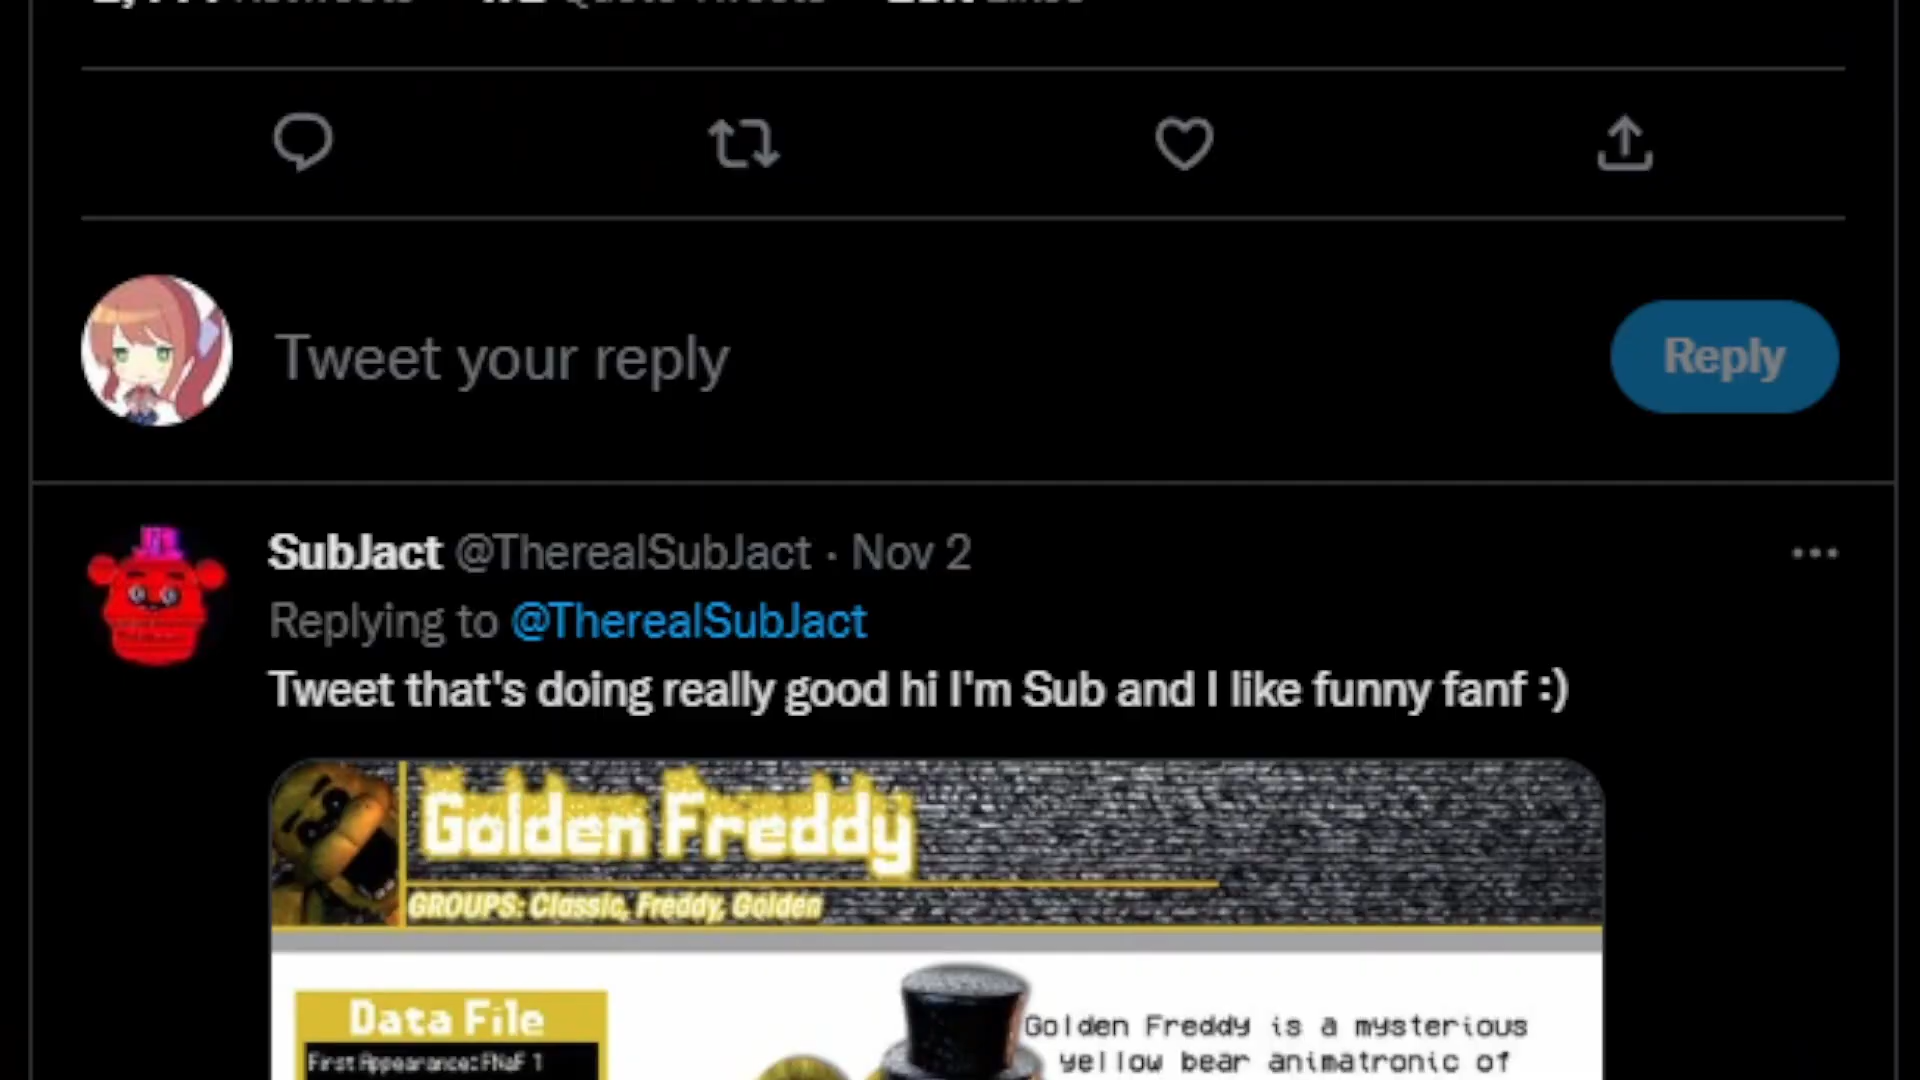 Tweet your reply
Reply
SubJact @TherealSubJact · Nov 2
Replying to @TherealSubJact
Tweet that's doing really good hi I'm Sub and I like funny fanf :)
Golden Freddy
GROUPS: Classic, Freddy, Golden
Data File
First Appearance: FNaF 1
Golden Freddy is a mysterious
yellow bear animatronic of